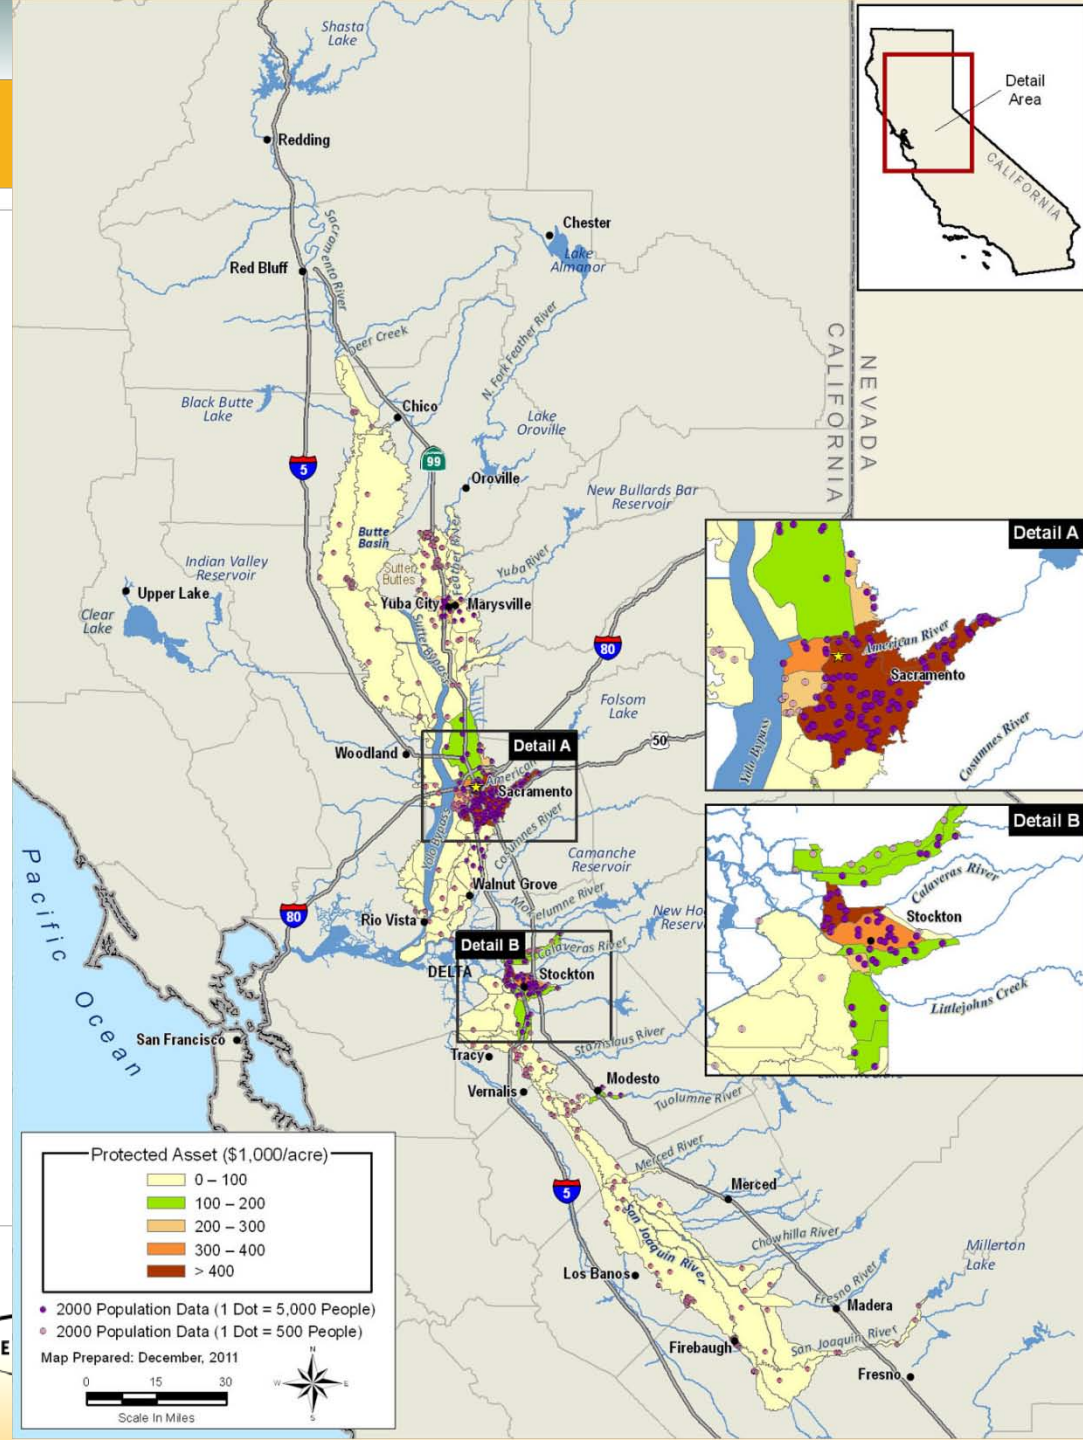 Shasta
Lake
Redding
Sacramento River
Chester
Lake
Almanor
Red Bluff
Deer Creek
N. Fork Feather River
Black Butte
Lake
Chico
Lake
Oroville
5
99
Oroville
New Bullards Bar
Reservoir
CALIFORNIA
NEVADA
Butte
Basin
Feather River
Yuba River
Indian Valley
Reservoir
Sutter
Buttes
Upper Lake
Clear
Lake
Yuba City
Marysville
Sutter Bypass
80
Folsom
Lake
50
Woodland
Detail A
American
Sacramento
Yolo Bypass
Cosumnes River
Camanche
Reservoir
Walnut Grove
Mokelumne River
New Ho
Reserv
80
Rio Vista
Detail B
Calaveras River
DELTA
Stockton
Pacific
Ocean
San Francisco
Stanislaus River
Tracy
Vernalis
Modesto
Tuolumne River
Merced River
5
Merced
San Joaquin River
Chowhilla River
Millerton
Lake
Los Banos
Fresno River
Madera
San Joaquin River
Firebaugh
Fresno
Detail
Area
CALIFORNIA
Detail A
American River
Sacramento
Yolo Bypass
Cosumnes River
Detail B
Calaveras River
Stockton
Littlejohns Creek
Protected Asset ($1,000/acre)
0 – 100
100 – 200
200 – 300
300 – 400
> 400
2000 Population Data (1 Dot = 5,000 People)
2000 Population Data (1 Dot = 500 People)
Map Prepared: December, 2011
0 15 30
Scale In Miles
N
W E
S
E